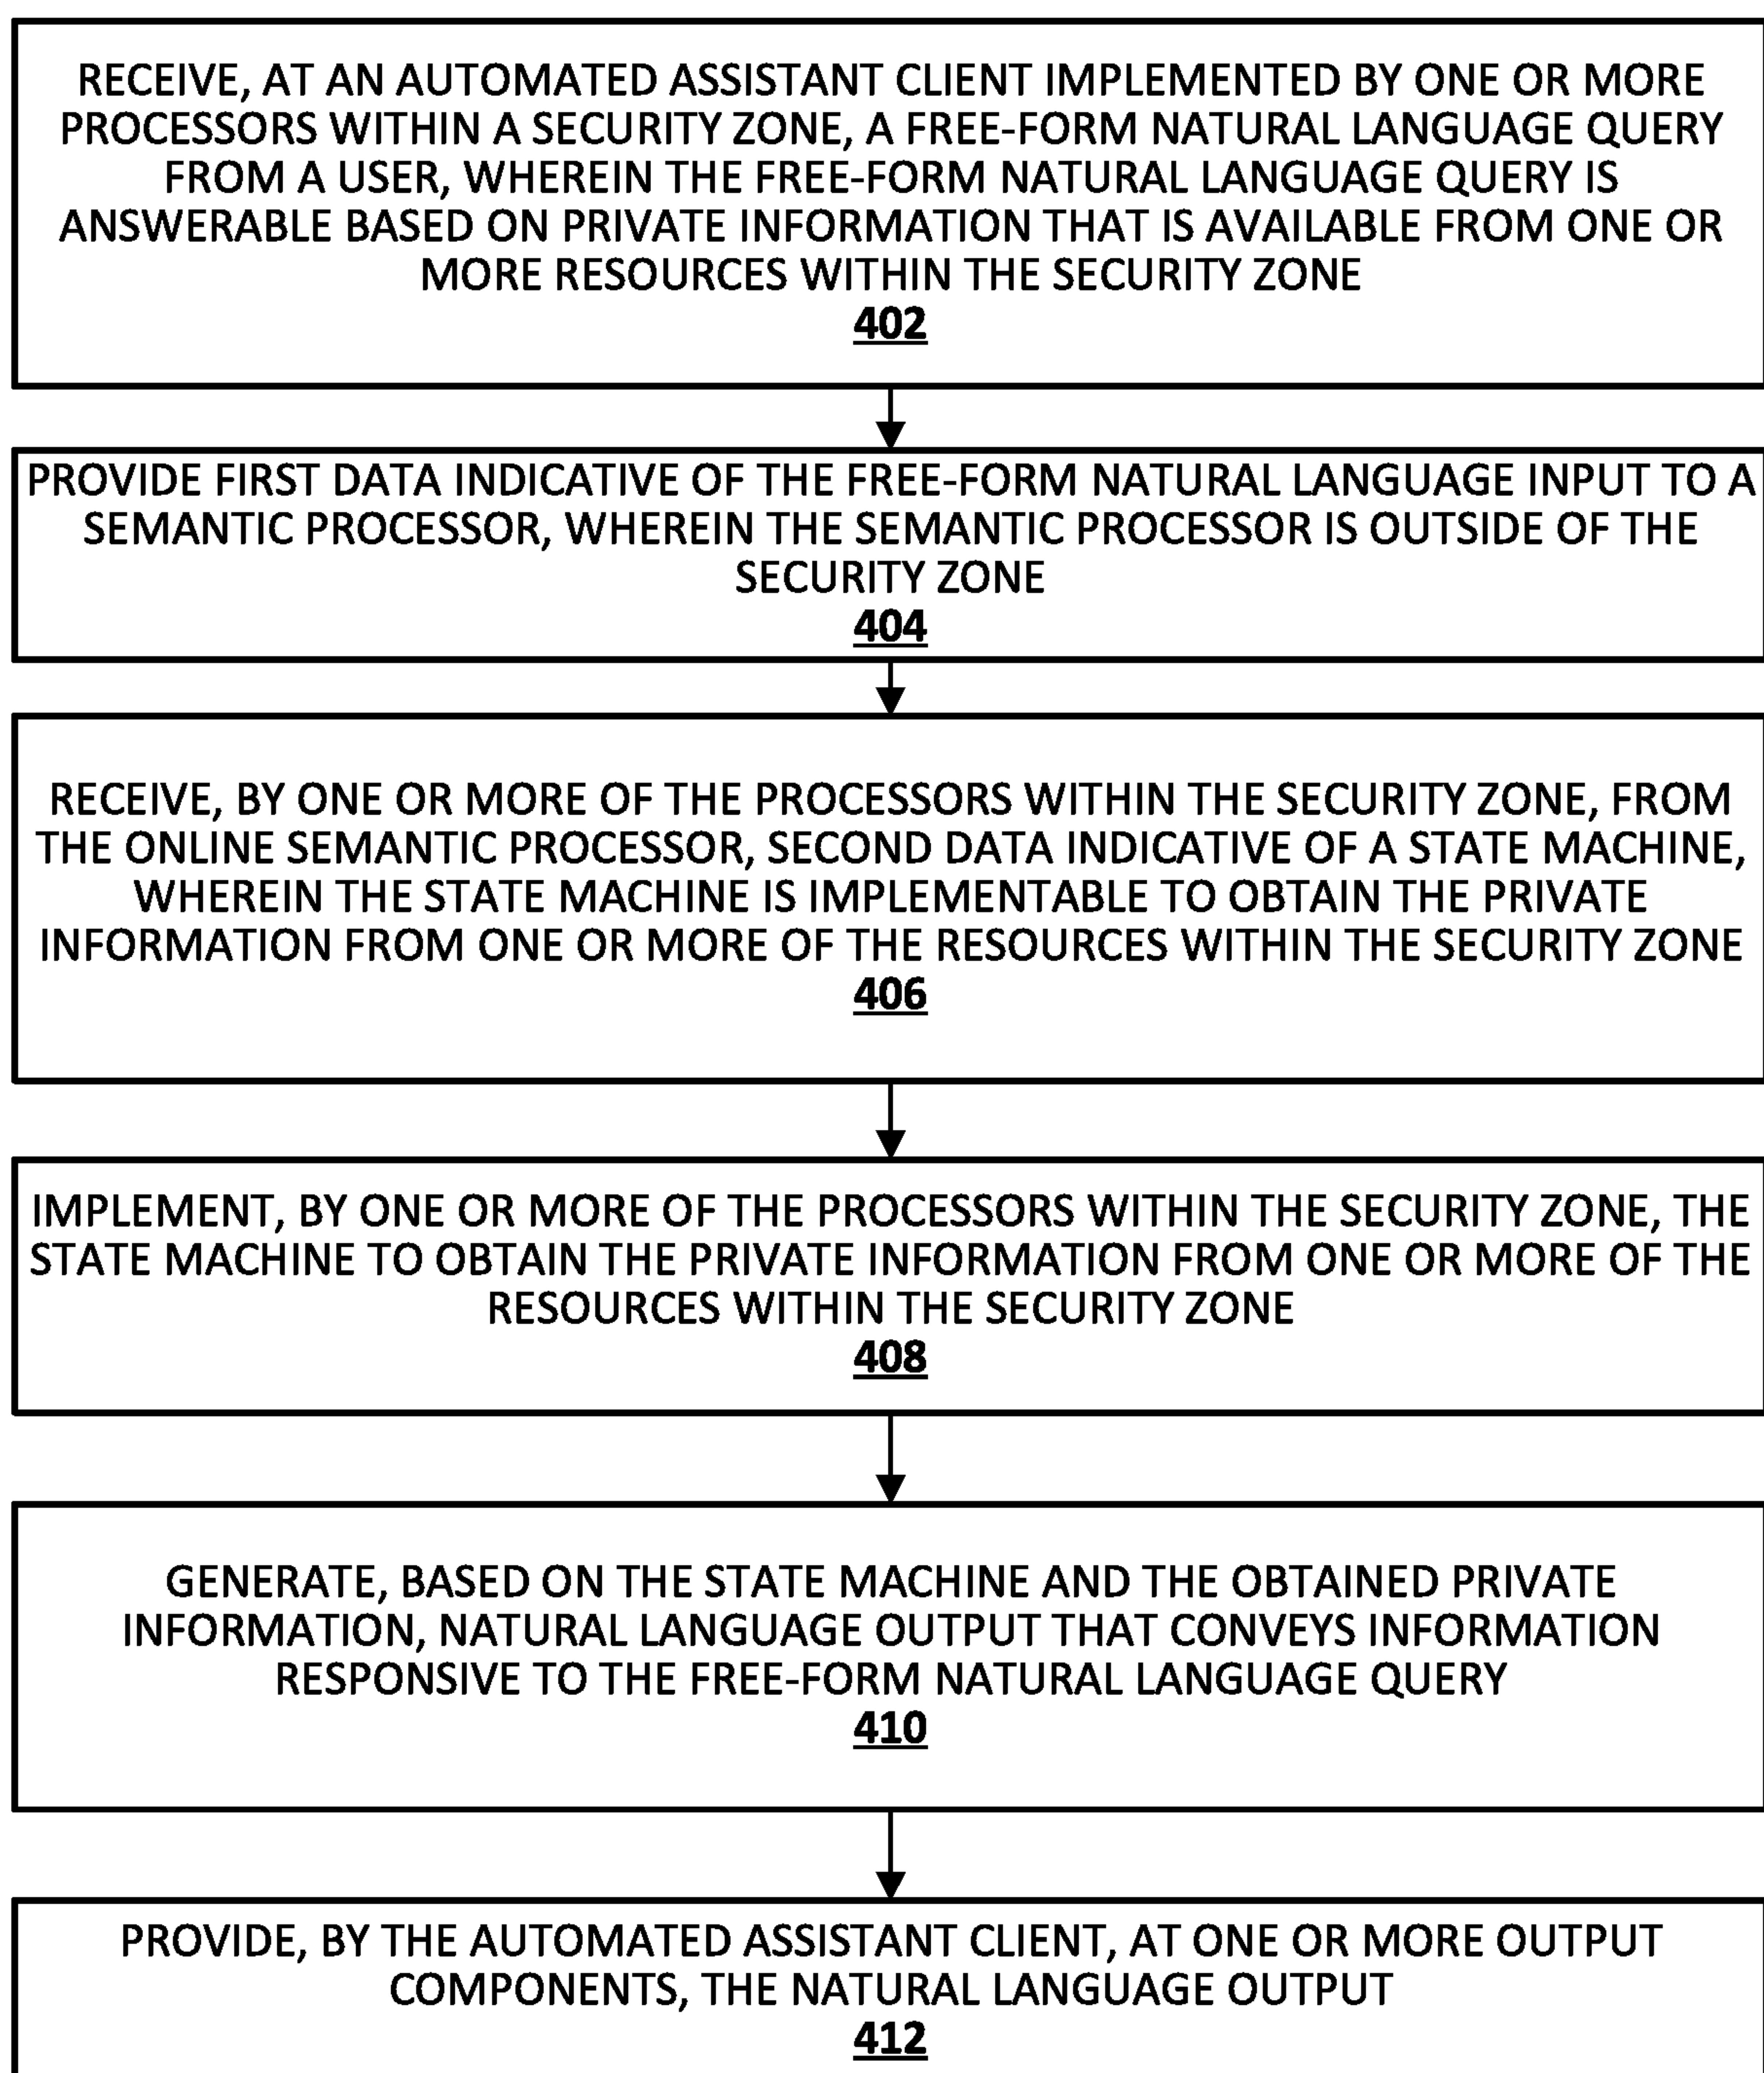 RECEIVE, AT AN AUTOMATED ASSISTANT CLIENT IMPLEMENTED BY ONE OR MORE
PROCESSORS WITHIN A SECURITY ZONE, A FREE-FORM NATURAL LANGUAGE QUERY
FROM A USER, WHEREIN THE FREE-FORM NATURAL LANGUAGE QUERY IS
ANSWERABLE BASED ON PRIVATE INFORMATION THAT IS AVAILABLE FROM ONE OR
MORE RESOURCES WITHIN THE SECURITY ZONE
402
PROVIDE FIRST DATA INDICATIVE OF THE FREE-FORM NATURAL LANGUAGE INPUT TO A
SEMANTIC PROCESSOR, WHEREIN THE SEMANTIC PROCESSOR IS OUTSIDE OF THE
SECURITY ZONE
404
RECEIVE, BY ONE OR MORE OF THE PROCESSORS WITHIN THE SECURITY ZONE, FROM
THE ONLINE SEMANTIC PROCESSOR, SECOND DATA INDICATIVE OF A STATE MACHINE,
WHEREIN THE STATE MACHINE IS IMPLEMENTABLE TO OBTAIN THE PRIVATE
INFORMATION FROM ONE OR MORE OF THE RESOURCES WITHIN THE SECURITY ZONE
406
IMPLEMENT, BY ONE OR MORE OF THE PROCESSORS WITHIN THE SECURITY ZONE, THE
STATE MACHINE TO OBTAIN THE PRIVATE INFORMATION FROM ONE OR MORE OF THE
RESOURCES WITHIN THE SECURITY ZONE
408
GENERATE, BASED ON THE STATE MACHINE AND THE OBTAINED PRIVATE
INFORMATION, NATURAL LANGUAGE OUTPUT THAT CONVEYS INFORMATION
RESPONSIVE TO THE FREE-FORM NATURAL LANGUAGE QUERY
410
PROVIDE, BY THE AUTOMATED ASSISTANT CLIENT, AT ONE OR MORE OUTPUT
COMPONENTS, THE NATURAL LANGUAGE OUTPUT
412